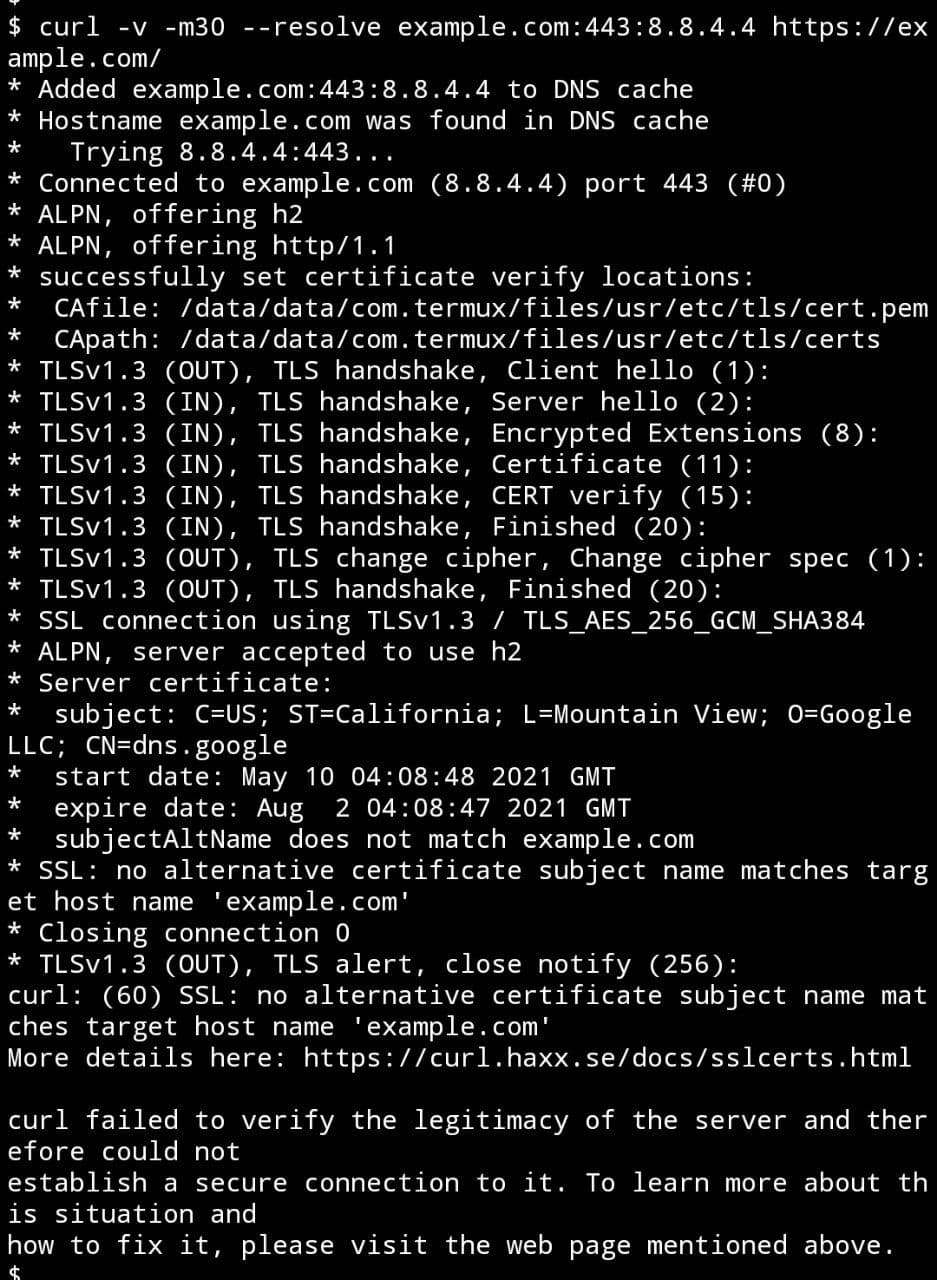 $
$ curl -v -m30 --resolve example.com:443:8.8.4.4 https://ex
ample.com/
* Added example.com:443:8.8.4.4 to DNS cache
* Hostname example.com was found in DNS cache
*   Trying 8.8.4.4:443...
* Connected to example.com (8.8.4.4) port 443 (#0)
* ALPN, offering h2
* ALPN, offering http/1.1
* successfully set certificate verify locations:
*  CAfile: /data/data/com.termux/files/usr/etc/tls/cert.pem
*  CApath: /data/data/com.termux/files/usr/etc/tls/certs
* TLSv1.3 (OUT), TLS handshake, Client hello (1):
* TLSv1.3 (IN), TLS handshake, Server hello (2):
* TLSv1.3 (IN), TLS handshake, Encrypted Extensions (8):
* TLSv1.3 (IN), TLS handshake, Certificate (11):
* TLSv1.3 (IN), TLS handshake, CERT verify (15):
* TLSv1.3 (IN), TLS handshake, Finished (20):
* TLSv1.3 (OUT), TLS change cipher, Change cipher spec (1):
* TLSv1.3 (OUT), TLS handshake, Finished (20):
* SSL connection using TLSv1.3 / TLS_AES_256_GCM_SHA384
* ALPN, server accepted to use h2
* Server certificate:
*  subject: C=US; ST=California; L=Mountain View; O=Google
LLC; CN=dns.google
*  start date: May 10 04:08:48 2021 GMT
*  expire date: Aug  2 04:08:47 2021 GMT
*  subjectAltName does not match example.com
* SSL: no alternative certificate subject name matches targ
et host name 'example.com'
* Closing connection 0
* TLSv1.3 (OUT), TLS alert, close notify (256):
curl: (60) SSL: no alternative certificate subject name mat
ches target host name 'example.com'
More details here: https://curl.haxx.se/docs/sslcerts.html

curl failed to verify the legitimacy of the server and ther
efore could not
establish a secure connection to it. To learn more about th
is situation and
how to fix it, please visit the web page mentioned above.
$